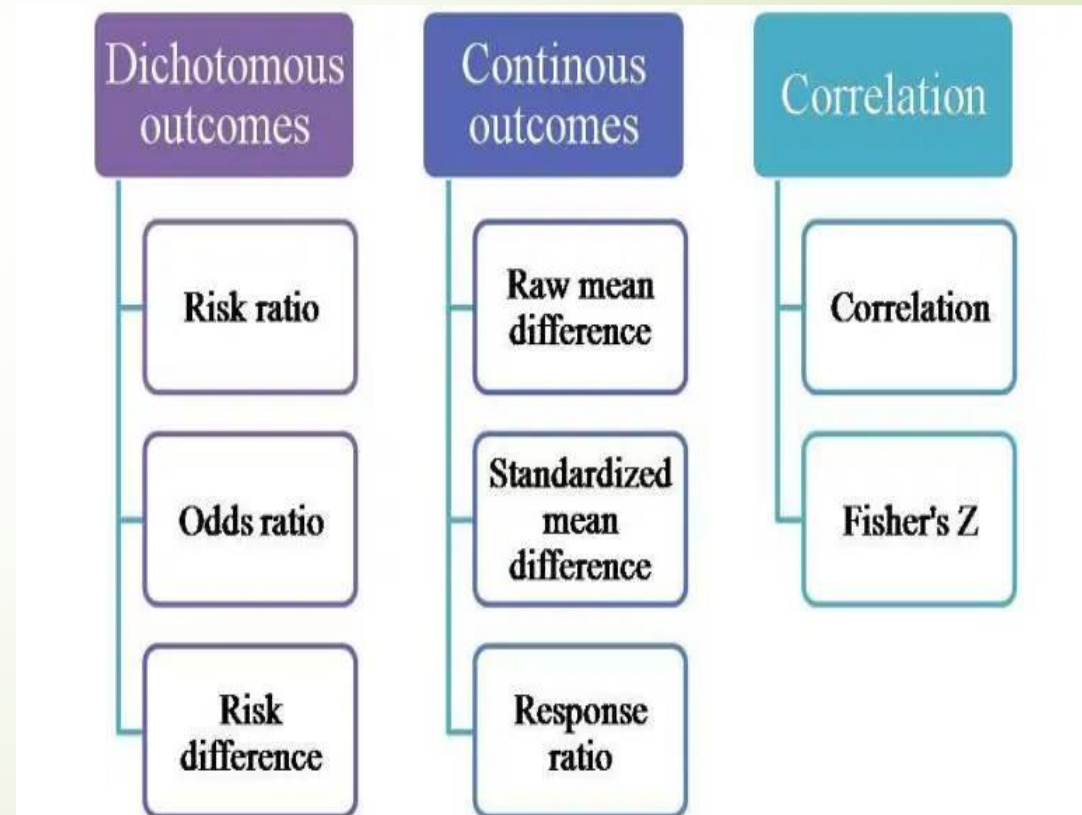 Dichotomous
outcomes
Risk ratio
Odds ratio
Risk
difference
Continous
outcomes
Raw mean
difference
Standardized
mean
difference
Response
ratio
Correlation
Correlation
Fisher's Z